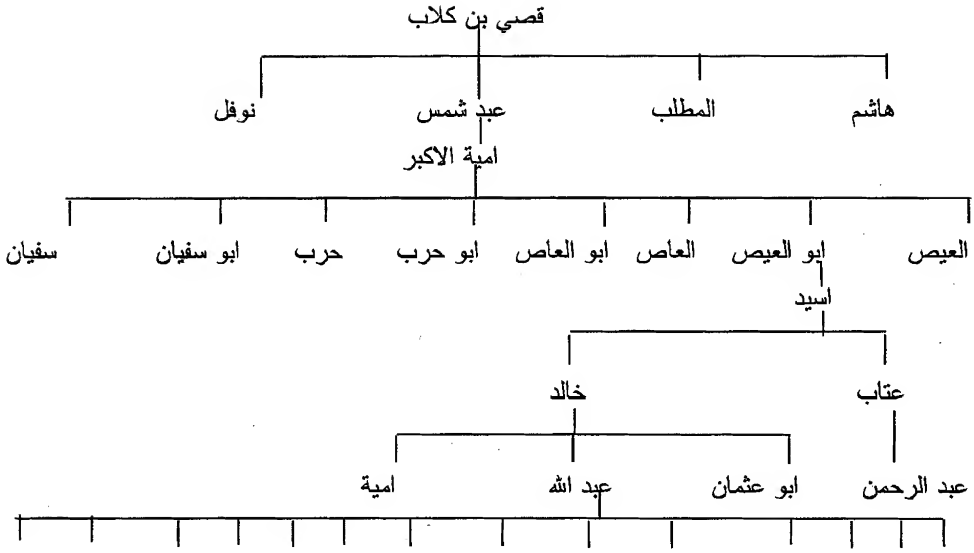 قصي بن كلاب
هاشم المطلب عبد شمس نوفل
امية الاكبر
العيص ابو العيص العاص ابو العاص ابو حرب حرب ابو سفيان سفيان
اسيد
عتاب خالد
عبد الرحمن ابو عثمان عبد الله امية